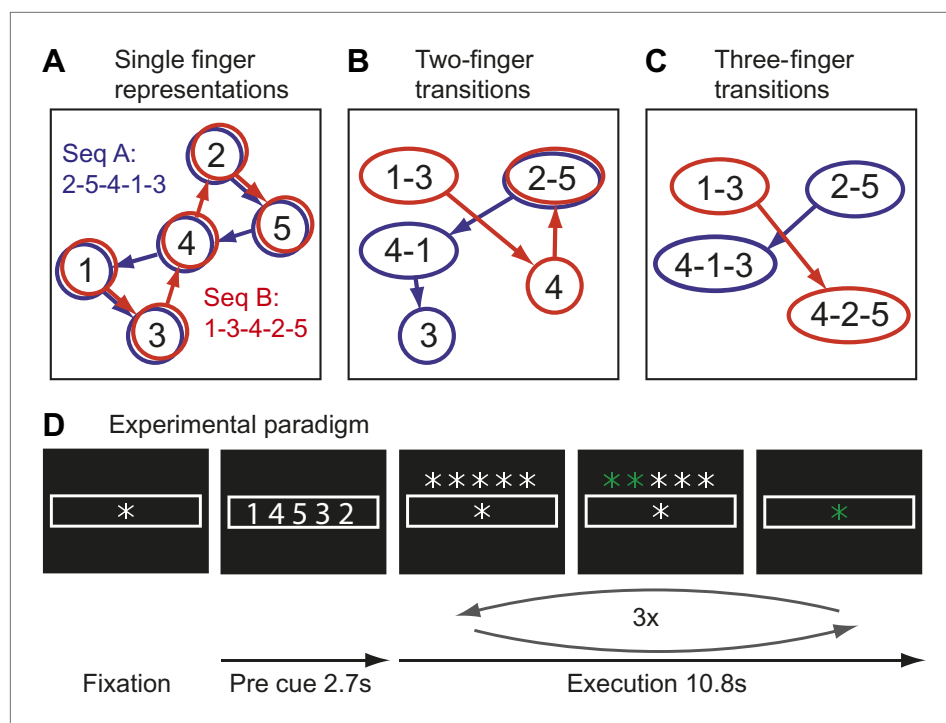 A Single finger
representations
Seq A:
2-5-4-1-3
2
5
4
1
3
Seq B:
1-3-4-2-5
B Two-finger
transitions
1-3
2-5
4-1
4
3
C Three-finger
transitions
1-3
2-5
4-1-3
4-2-5
D Experimental paradigm
*
1 4 5 3 2
* * * * *
*
* * * * *
*
*
3x
Fixation
Pre cue 2.7s
Execution 10.8s